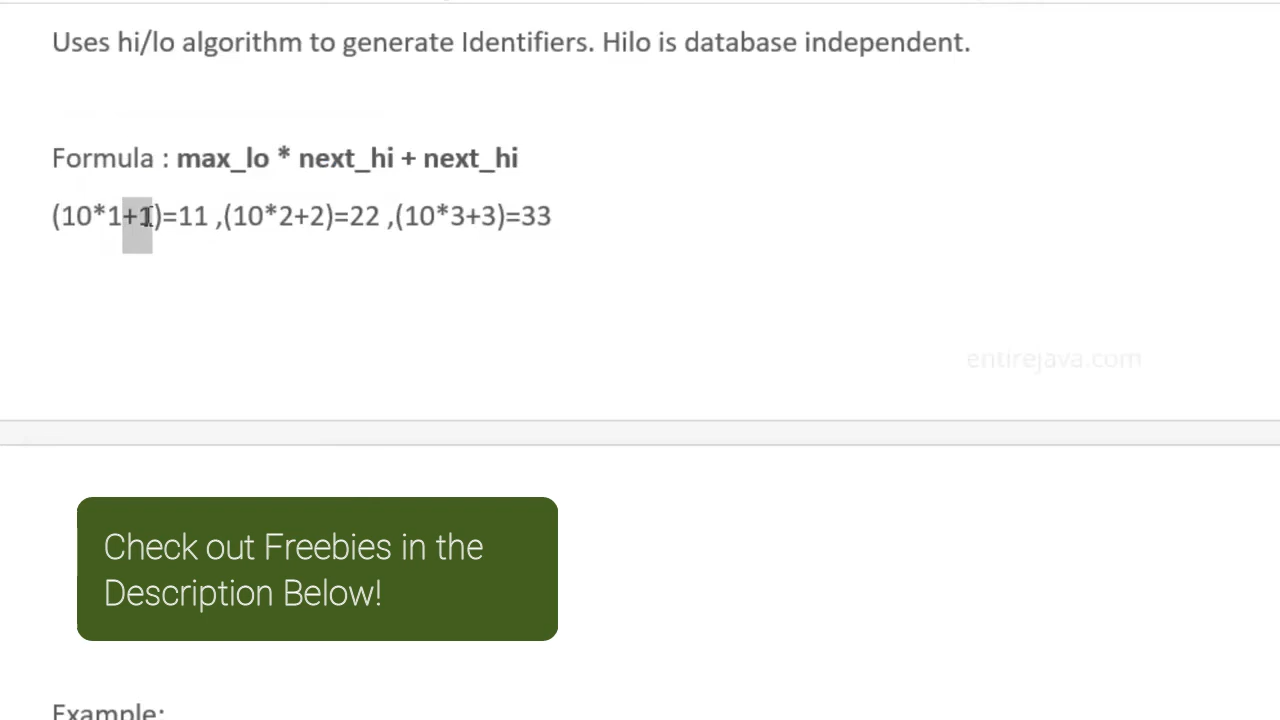 Uses hi/lo algorithm to generate Identifiers. Hilo is database independent.
Formula : max_lo * next_hi + next_hi
(10*1+1)=11 ,(10*2+2)=22 ,(10*3+3)=33
entirejava.com
Check out Freebies in the
Description Below!
Example: